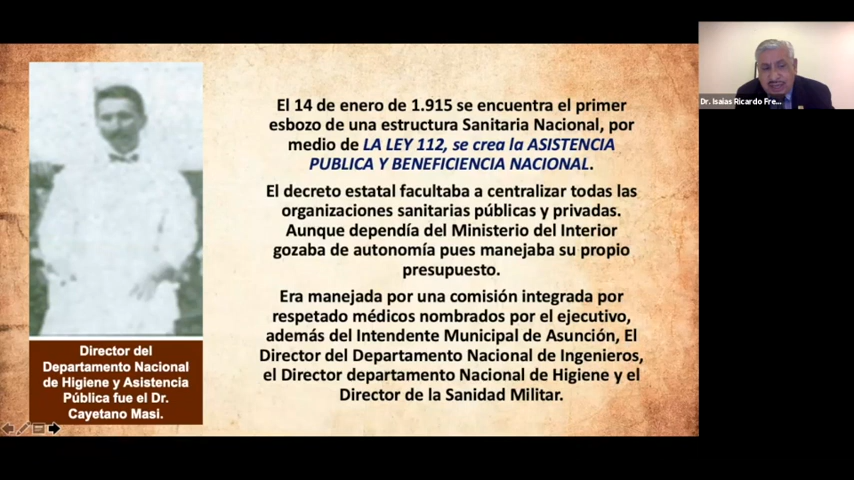 El 14 de enero de 1.915 se encuentra el primer
esbozo de una estructura Sanitaria Nacional, por
medio de LA LEY 112, se crea la ASISTENCIA
PUBLICA Y BENEFICIENCIA NACIONAL.
El decreto estatal facultaba a centralizar todas las
organizaciones sanitarias públicas y privadas.
Aunque dependía del Ministerio del Interior
gozaba de autonomía pues manejaba su propio
presupuesto.
Era manejada por una comisión integrada por
respetado médicos nombrados por el ejecutivo,
además del Intendente Municipal de Asunción, El
Director del Departamento Nacional de Ingenieros,
el Director departamento Nacional de Higiene y el
Director de la Sanidad Militar.
Director del
Departamento Nacional
de Higiene y Asistencia
Pública fue el Dr.
Cayetano Masi.
Dr. Isaías Ricardo Fre...